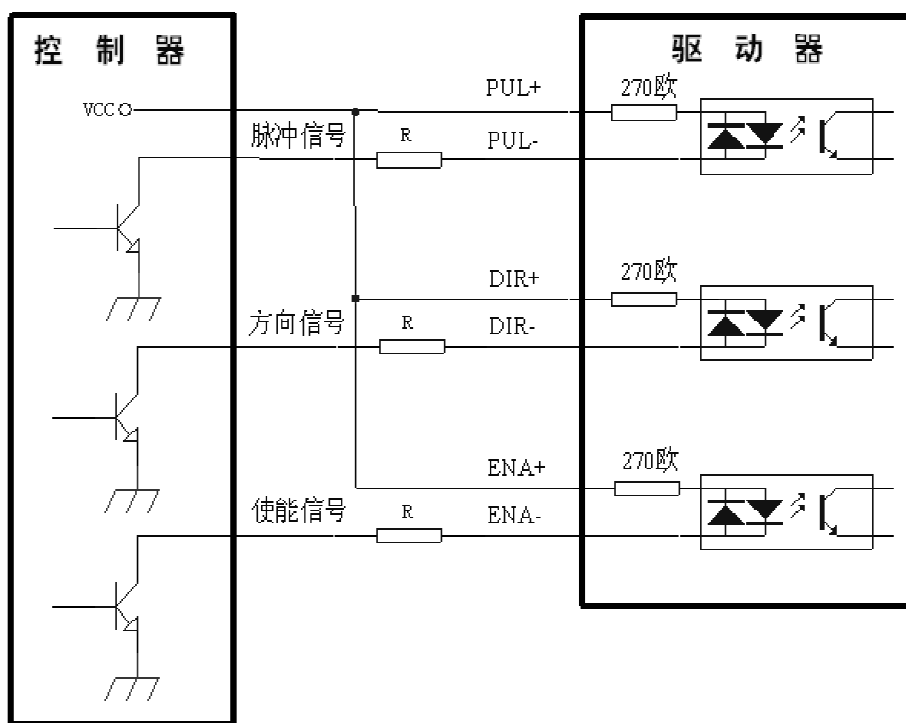 控 制 器
驱 动 器
VCC
PUL+
270欧
脉冲信号
R
PUL-
DIR+
270欧
方向信号
R
DIR-
ENA+
270欧
使能信号
R
ENA-